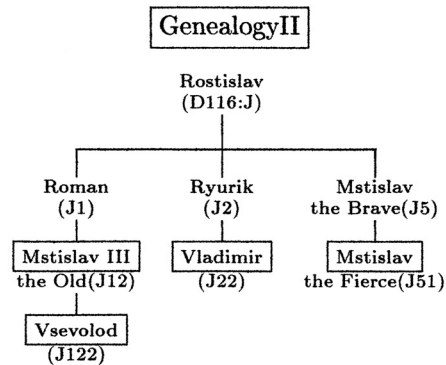 GenealogyII
Rostislav
(D116:J)
Roman
(J1)
Ryurik
(J2)
Mstislav
the Brave(J5)
Mstislav III
the Old(J12)
Vladimir
(J22)
Mstislav
the Fierce(J51)
Vsevolod
(J122)